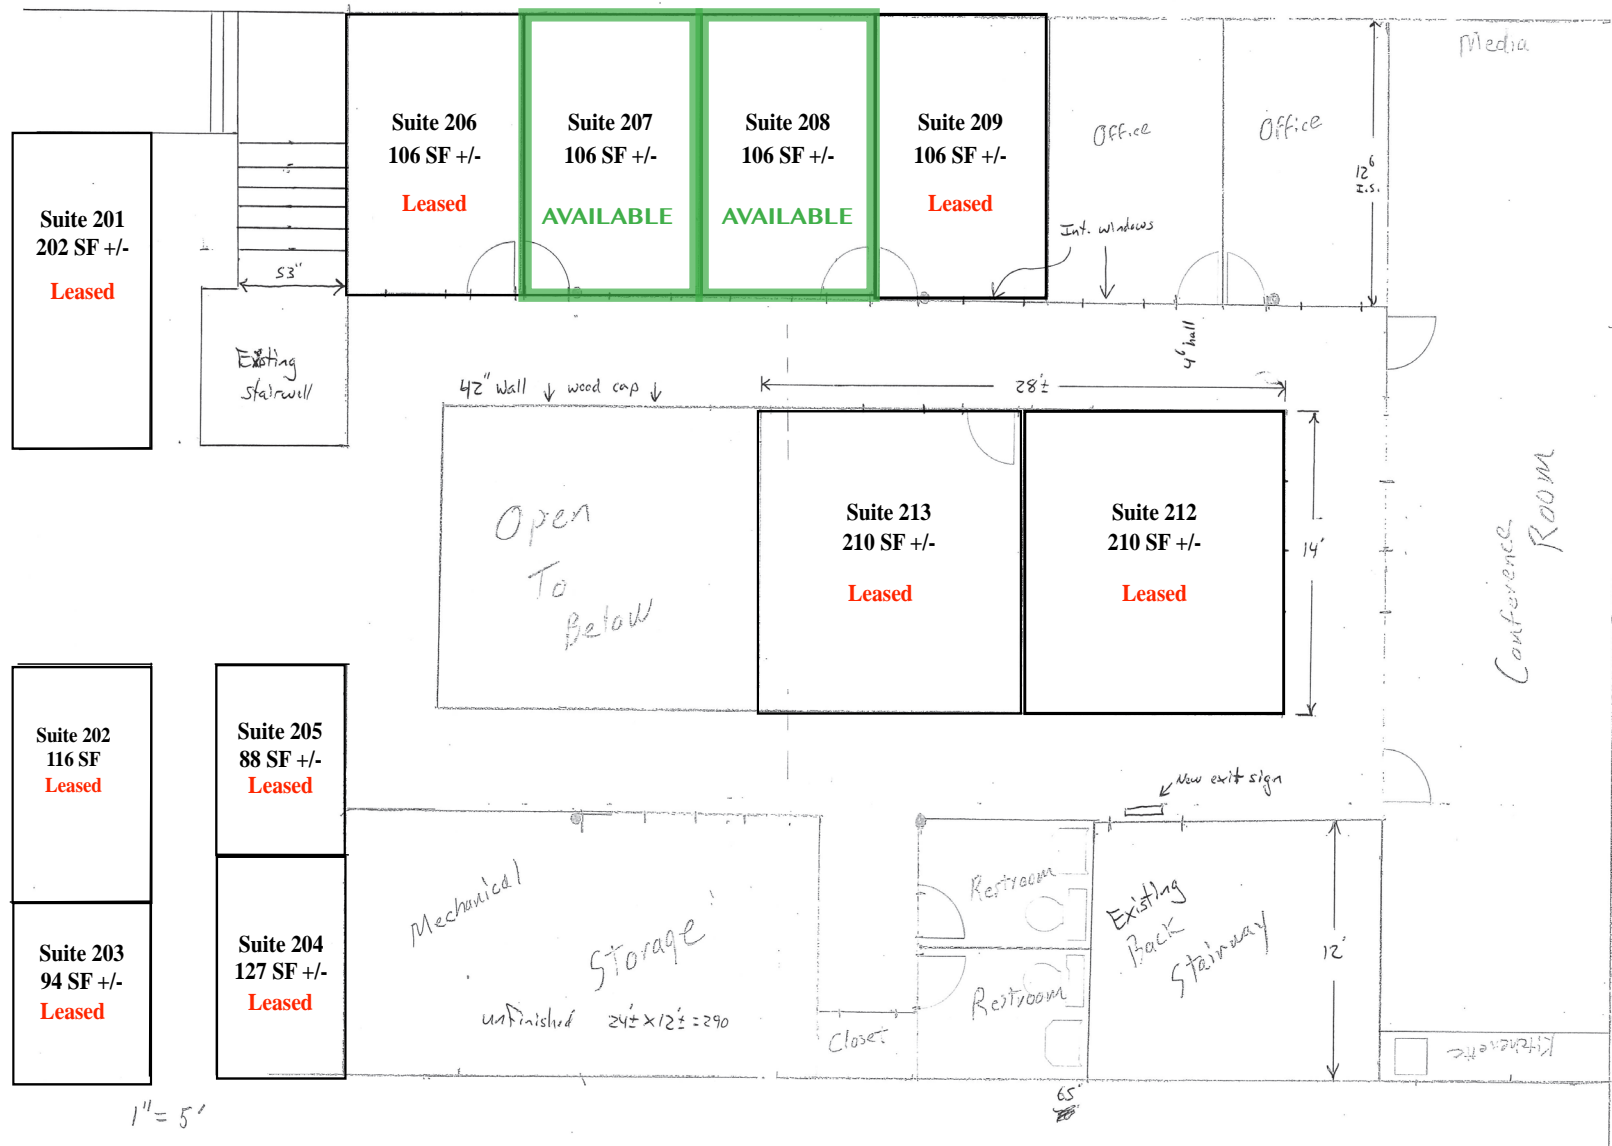 Media
Suite 206
106 SF +/-
Leased
Suite 207
106 SF +/-
AVAILABLE
Suite 208
106 SF +/-
AVAILABLE
Suite 209
106 SF +/-
Leased
Office
Office
12⁶
I.S.
Suite 201
202 SF +/-
Leased
53"
Int. windows
Existing
stairwell
4⁶ hall
42" wall ↓ wood cap ↓
28'±
Open
To
Below
Suite 213
210 SF +/-
Leased
Suite 212
210 SF +/-
Leased
14'
Conference
Room
Suite 202
116 SF
Leased
Suite 205
88 SF +/-
Leased
New exit sign
Mechanical
Storage
unfinished 24'± x 12'± = 290
Suite 203
94 SF +/-
Leased
Suite 204
127 SF +/-
Leased
Closet
Restroom
Restroom
Existing
Back
Stairway
12'
Kitchenette
65'
1" = 5'